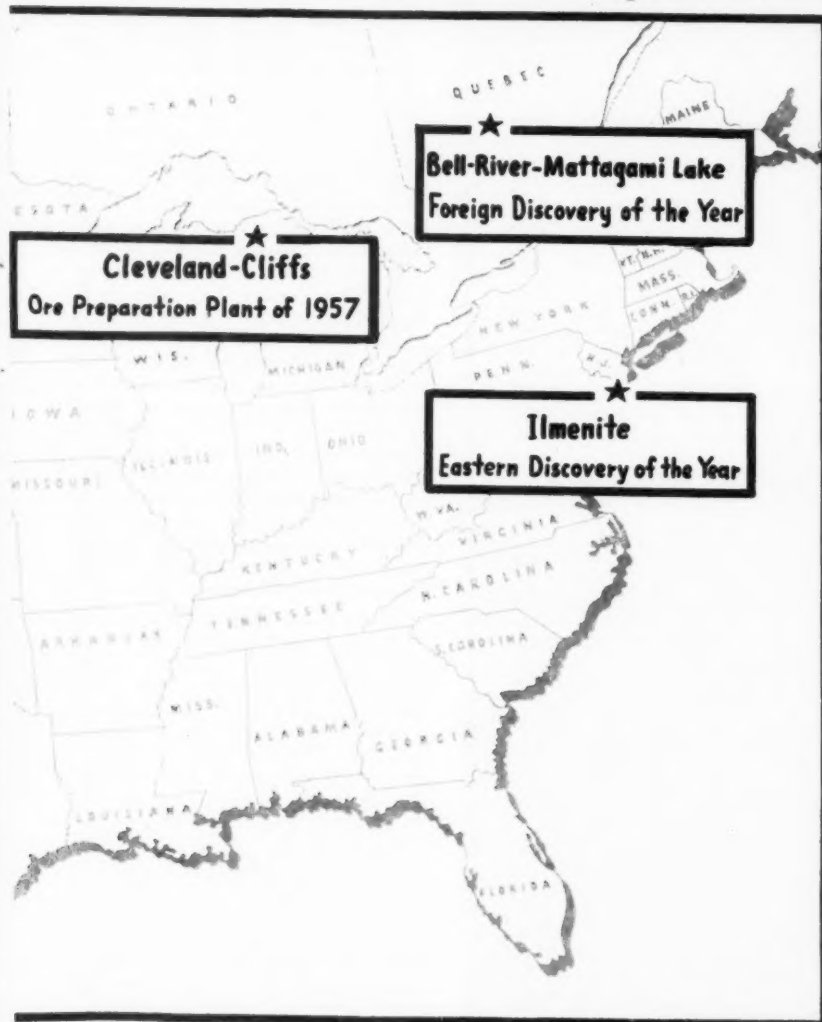 ONTARIO
QUEBEC
MAINE
Bell-River-Mattagami Lake
Foreign Discovery of the Year
ESOTA
VT. N.H.
MASS.
CONN. R.I.
Cleveland-Cliffs
Ore Preparation Plant of 1957
NEW YORK
WIS.
MICHIGAN
PENN.
N.J.
Ilmenite
Eastern Discovery of the Year
IOWA
ILLINOIS
IND.
OHIO
MISSOURI
W.VA.
VIRGINIA
KENTUCKY
N. CAROLINA
TENNESSEE
ARKANSAS
S. CAROLINA
MISS.
ALABAMA
GEORGIA
LOUISIANA
FLORIDA